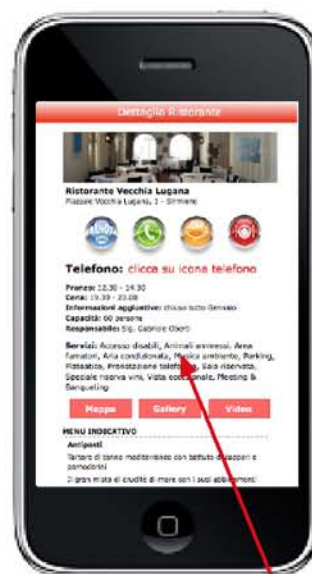 Dettaglio Ristorante
Ristorante Vecchia Lugana
Piazzale Vecchia Lugana, 1 - Sirmione
PRENOTA
Telefono: clicca su icona telefono
Pranzo: 12.30 - 14.30
Cena: 19.30 - 23.00
Informazioni aggiuntive: chiuso tutto Gennaio
Capacità: 60 persone
Responsabile: Sig. Gabriele Oberti
Servizi: Accesso disabili, Animali ammessi, Area
fumatori, Aria condizionata, Musica ambiente, Parking,
Plateatico, Prenotazione telefonica, Sala riservata,
Speciale riserva vini, Vista eccezionale, Meeting &
Banqueting
Mappa Gallery Video
MENU INDICATIVO
Antipasti
Tartare di tonno mediterraneo con battuto di capperi e
pomodorini
Il gran misto di crudità di mare con i suoi abbinamenti